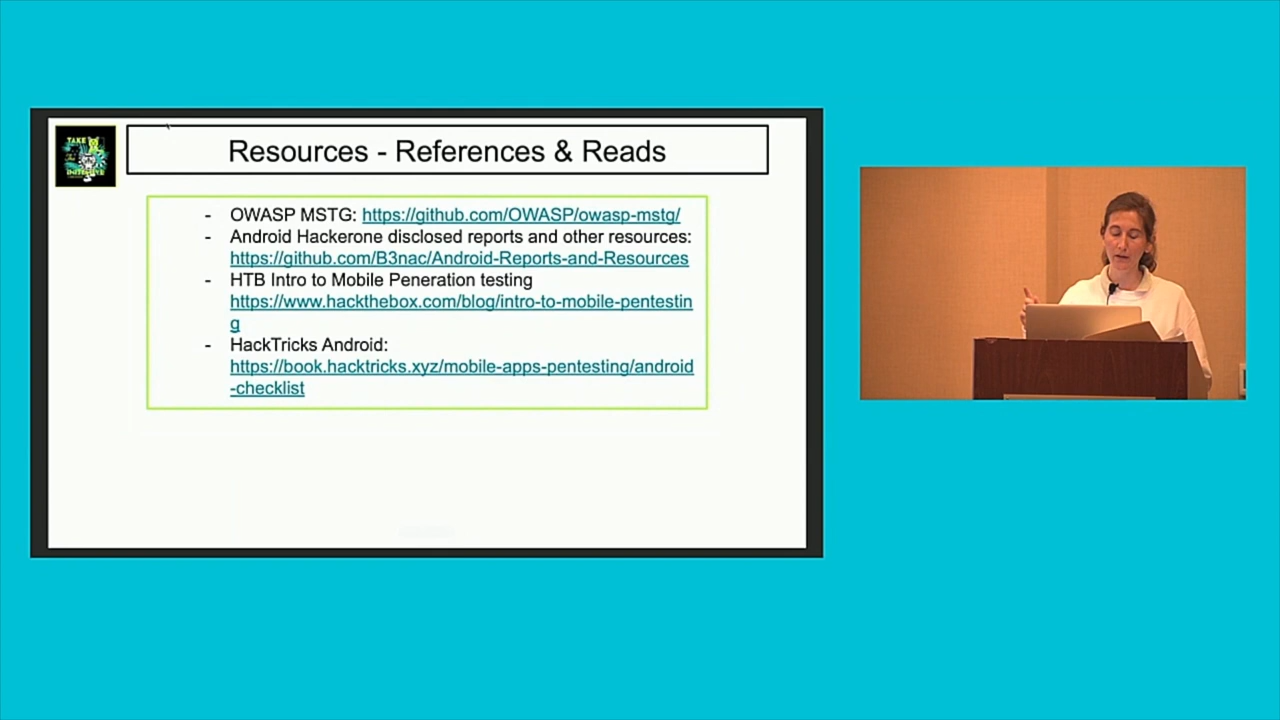 TAKE
INITIATIVE
Resources - References & Reads
- OWASP MSTG: https://github.com/OWASP/owasp-mstg/
- Android Hackerone disclosed reports and other resources:
https://github.com/B3nac/Android-Reports-and-Resources
- HTB Intro to Mobile Peneration testing
https://www.hackthebox.com/blog/intro-to-mobile-pentestin
g
- HackTricks Android:
https://book.hacktricks.xyz/mobile-apps-pentesting/android
-checklist